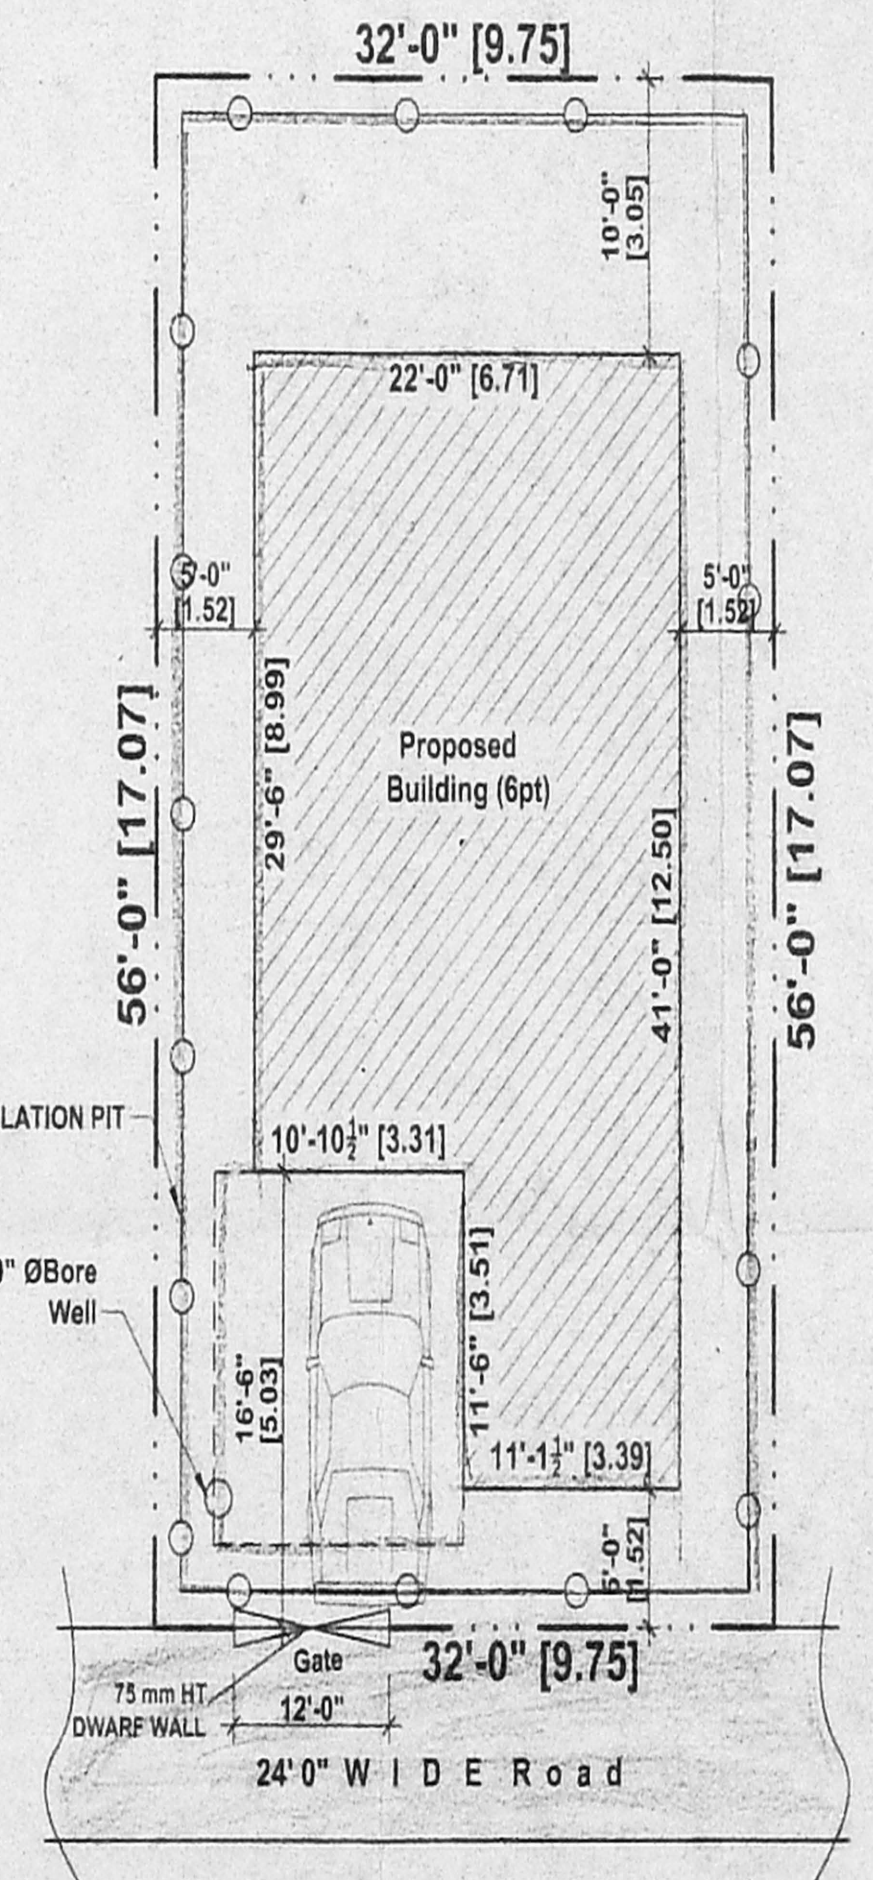 32'-0" [9.75]
10'-0"
[3.05]
22'-0" [6.71]
5'-0"
[1.52]
5'-0"
[1.52]
29'-6" [8.99]
Proposed
Building (6pt)
56'-0" [17.07]
56'-0" [17.07]
41'-0" [12.50]
LATION PIT
10'-10½" [3.31]
0" ØBore
Well
16'-6"
[5.03]
11'-6" [3.51]
11'-1½" [3.39]
5'-0"
[1.52]
Gate
32'-0" [9.75]
75 mm HT
DWARF WALL
12'-0"
24'0" WIDE Road